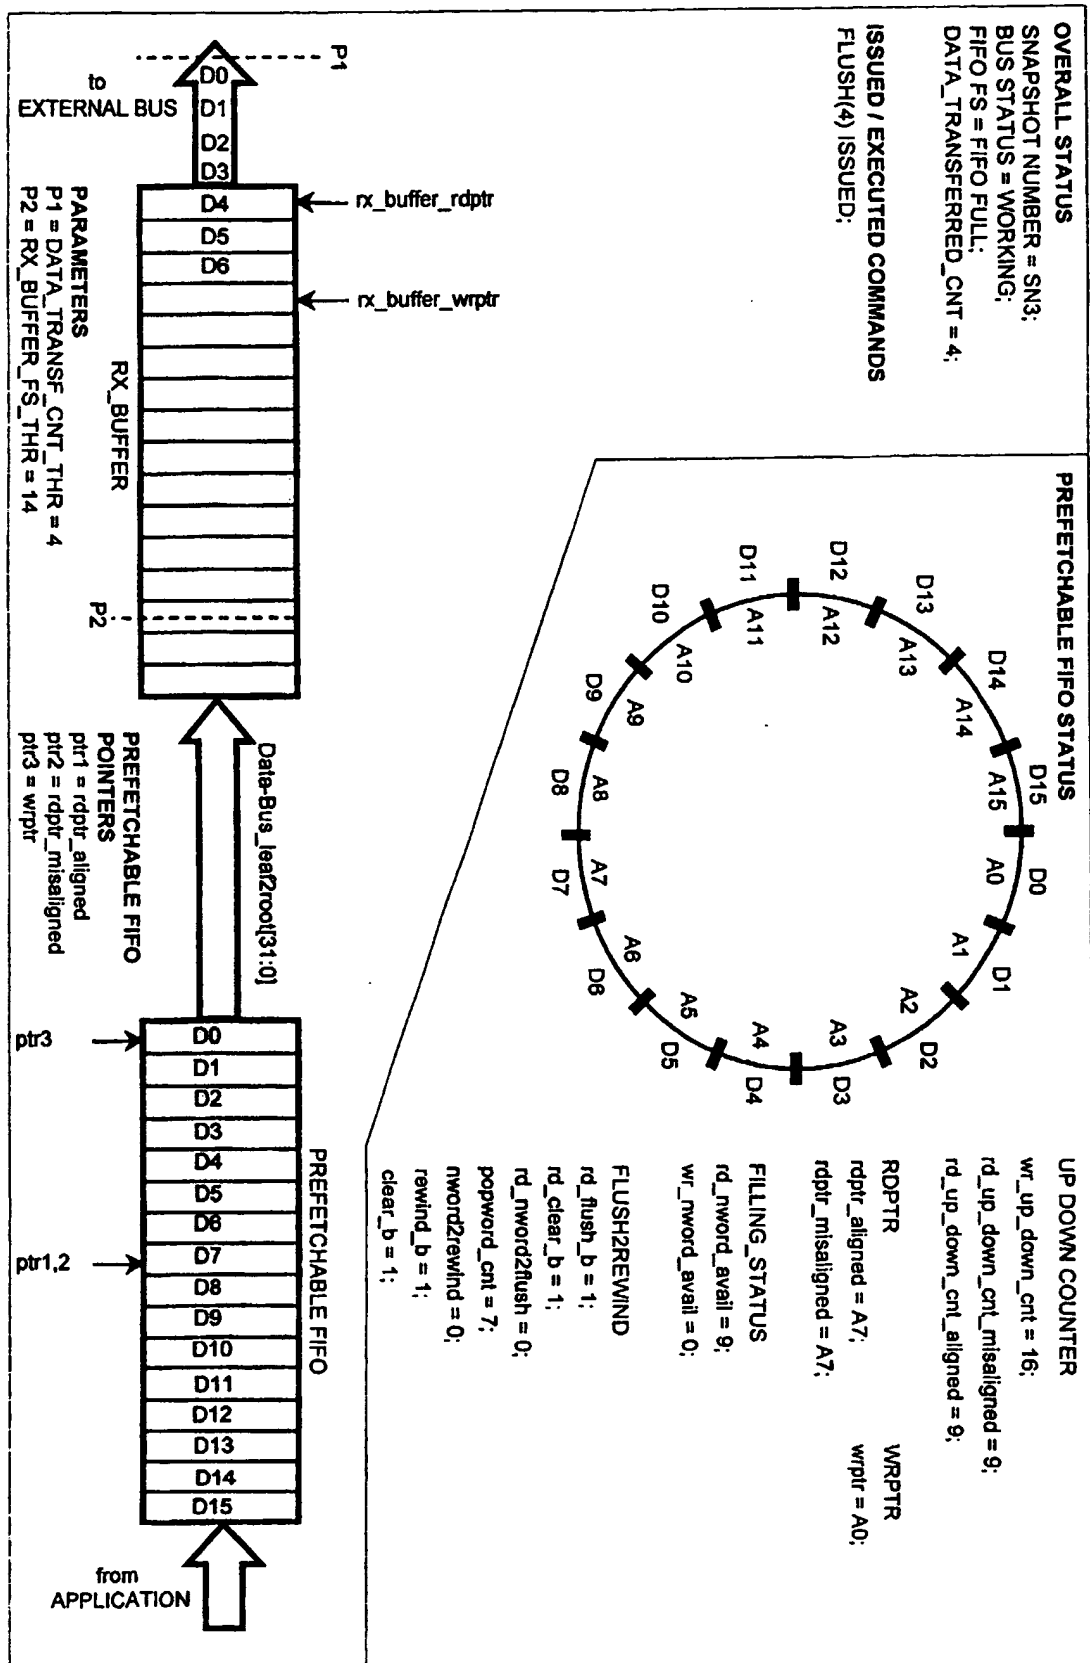 OVERALL STATUS
SNAPSHOT NUMBER = SN3;
BUS STATUS = WORKING;
FIFO FS = FIFO FULL;
DATA_TRANSFERRED_CNT = 4;
ISSUED / EXECUTED COMMANDS
FLUSH(4) ISSUED;
PREFETCHABLE FIFO STATUS
D0
D1
D2
D3
D4
D5
D6
D7
D8
D9
D10
D11
D12
D13
D14
D15
A0
A1
A2
A3
A4
A5
A6
A7
A8
A9
A10
A11
A12
A13
A14
A15
UP DOWN COUNTER
wr_up_down_cnt = 16;
rd_up_down_cnt_misaligned = 9;
rd_up_down_cnt_aligned = 9;
RDPTR
rdptr_aligned = A7;
rdptr_misaligned = A7;
WRPTR
wrptr = A0;
FILLING_STATUS
rd_nword_avail = 9;
wr_nword_avail = 0;
FLUSH2REWIND
rd_flush_b = 1;
rd_clear_b = 1;
rd_nword2flush = 0;
popword_cnt = 7;
nword2rewind = 0;
rewind_b = 1;
clear_b = 1;
P1
D0
D1
D2
D3
to
EXTERNAL BUS
rx_buffer_rdptr
rx_buffer_wrptr
D4
D5
D6
RX_BUFFER
P2
PARAMETERS
P1 = DATA_TRANSF_CNT_THR = 4
P2 = RX_BUFFER_FS_THR = 14
Data-Bus_leaf2root[31:0]
PREFETCHABLE FIFO
POINTERS
ptr1 = rdptr_aligned
ptr2 = rdptr_misaligned
ptr3 = wrptr
PREFETCHABLE FIFO
D0
D1
D2
D3
D4
D5
D6
D7
D8
D9
D10
D11
D12
D13
D14
D15
ptr3
ptr1,2
from
APPLICATION